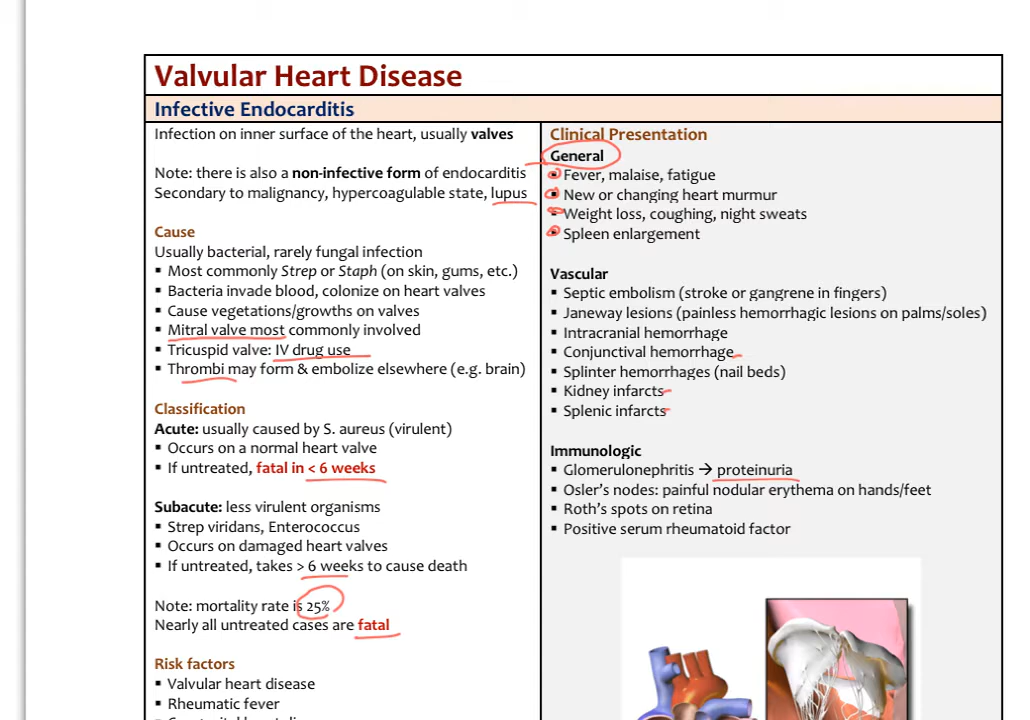 Valvular Heart Disease
Infective Endocarditis
Infection on inner surface of the heart, usually valves
Note: there is also a non-infective form of endocarditis
Secondary to malignancy, hypercoagulable state, lupus
Cause
Usually bacterial, rarely fungal infection
▪ Most commonly Strep or Staph (on skin, gums, etc.)
▪ Bacteria invade blood, colonize on heart valves
▪ Cause vegetations/growths on valves
▪ Mitral valve most commonly involved
▪ Tricuspid valve: IV drug use
▪ Thrombi may form & embolize elsewhere (e.g. brain)
Classification
Acute: usually caused by S. aureus (virulent)
▪ Occurs on a normal heart valve
▪ If untreated, fatal in < 6 weeks
Subacute: less virulent organisms
▪ Strep viridans, Enterococcus
▪ Occurs on damaged heart valves
▪ If untreated, takes > 6 weeks to cause death
Note: mortality rate is 25%
Nearly all untreated cases are fatal
Risk factors
▪ Valvular heart disease
▪ Rheumatic fever
Clinical Presentation
General
▪ Fever, malaise, fatigue
▪ New or changing heart murmur
▪ Weight loss, coughing, night sweats
▪ Spleen enlargement
Vascular
▪ Septic embolism (stroke or gangrene in fingers)
▪ Janeway lesions (painless hemorrhagic lesions on palms/soles)
▪ Intracranial hemorrhage
▪ Conjunctival hemorrhage
▪ Splinter hemorrhages (nail beds)
▪ Kidney infarcts
▪ Splenic infarcts
Immunologic
▪ Glomerulonephritis → proteinuria
▪ Osler's nodes: painful nodular erythema on hands/feet
▪ Roth's spots on retina
▪ Positive serum rheumatoid factor